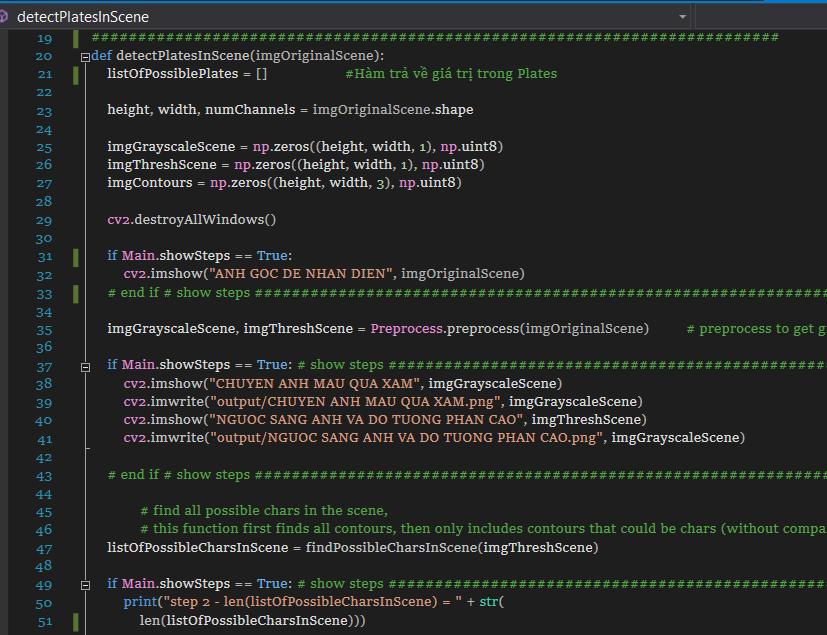 detectPlatesInScene
19 ##########################################################################
20 def detectPlatesInScene(imgOriginalScene):
21 listOfPossiblePlates = [] #Hàm trả về giá trị trong Plates
22
23 height, width, numChannels = imgOriginalScene.shape
24
25 imgGrayscaleScene = np.zeros((height, width, 1), np.uint8)
26 imgThreshScene = np.zeros((height, width, 1), np.uint8)
27 imgContours = np.zeros((height, width, 3), np.uint8)
28
29 cv2.destroyAllWindows()
30
31 if Main.showSteps == True:
32 cv2.imshow("ANH GOC DE NHAN DIEN", imgOriginalScene)
33 # end if # show steps ##############################################################
34
35 imgGrayscaleScene, imgThreshScene = Preprocess.preprocess(imgOriginalScene) # preprocess to get g
36
37 if Main.showSteps == True: # show steps ###############################################
38 cv2.imshow("CHUYEN ANH MAU QUA XAM", imgGrayscaleScene)
39 cv2.imwrite("output/CHUYEN ANH MAU QUA XAM.png", imgGrayscaleScene)
40 cv2.imshow("NGUOC SANG ANH VA DO TUONG PHAN CAO", imgThreshScene)
41 cv2.imwrite("output/NGUOC SANG ANH VA DO TUONG PHAN CAO.png", imgGrayscaleScene)
42
43 # end if # show steps ##############################################################
44
45 # find all possible chars in the scene,
46 # this function first finds all contours, then only includes contours that could be chars (without compa
47 listOfPossibleCharsInScene = findPossibleCharsInScene(imgThreshScene)
48
49 if Main.showSteps == True: # show steps ###############################################
50 print("step 2 - len(listOfPossibleCharsInScene) = " + str(
51 len(listOfPossibleCharsInScene)))